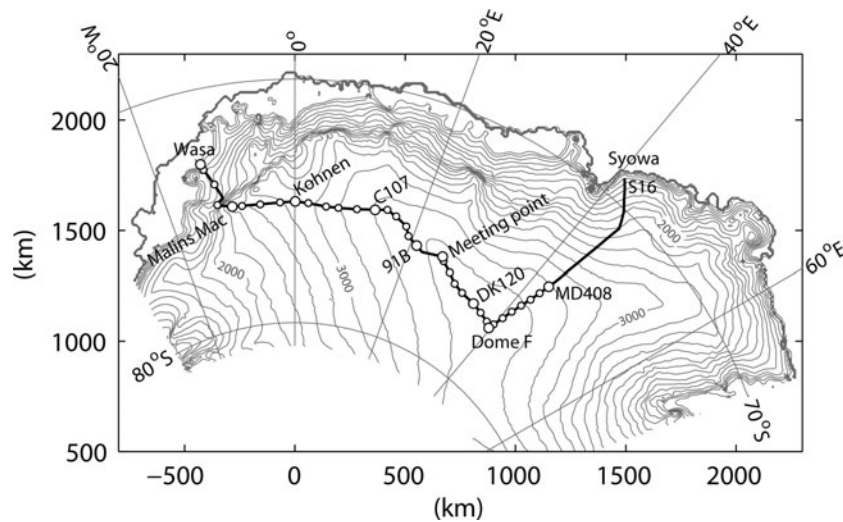 20°W
0°
20°E
40°E
2000
Wasa
Syowa
S16
Kohnen
C107
Malins Mac
Meeting point
2000
1500
91B
2000
3000
60°E
DK120
MD408
3000
1000
Dome F
80°S
70°S
500
(km)
−500
0
500
1000
1500
2000
(km)